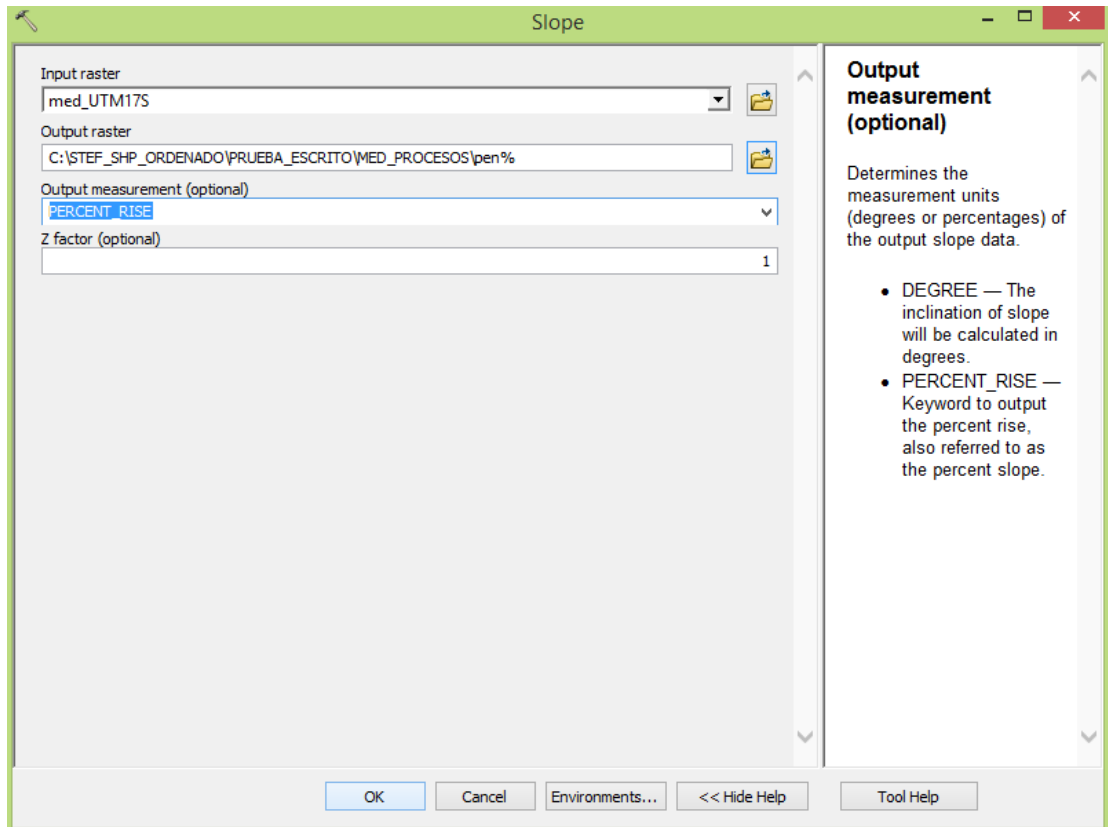 Slope
Input raster
med_UTM17S
Output raster
C:\STEF_SHP_ORDENADO\PRUEBA_ESCRITO\MED_PROCESOS\pen%
Output measurement (optional)
PERCENT_RISE
Z factor (optional)
1
Output
measurement
(optional)
Determines the
measurement units
(degrees or percentages) of
the output slope data.
• DEGREE — The
inclination of slope
will be calculated in
degrees.
• PERCENT_RISE —
Keyword to output
the percent rise,
also referred to as
the percent slope.
OK
Cancel
Environments...
<< Hide Help
Tool Help